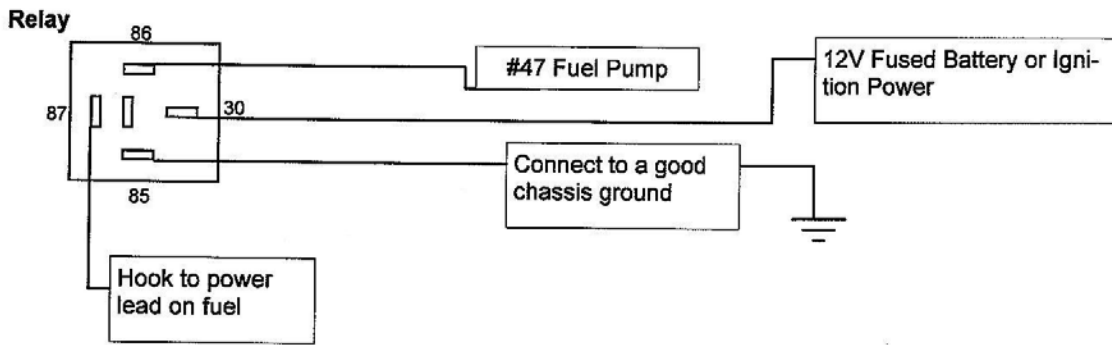 Relay
86
#47 Fuel Pump
12V Fused Battery or Igni-
tion Power
87
30
Connect to a good
chassis ground
85
Hook to power
lead on fuel